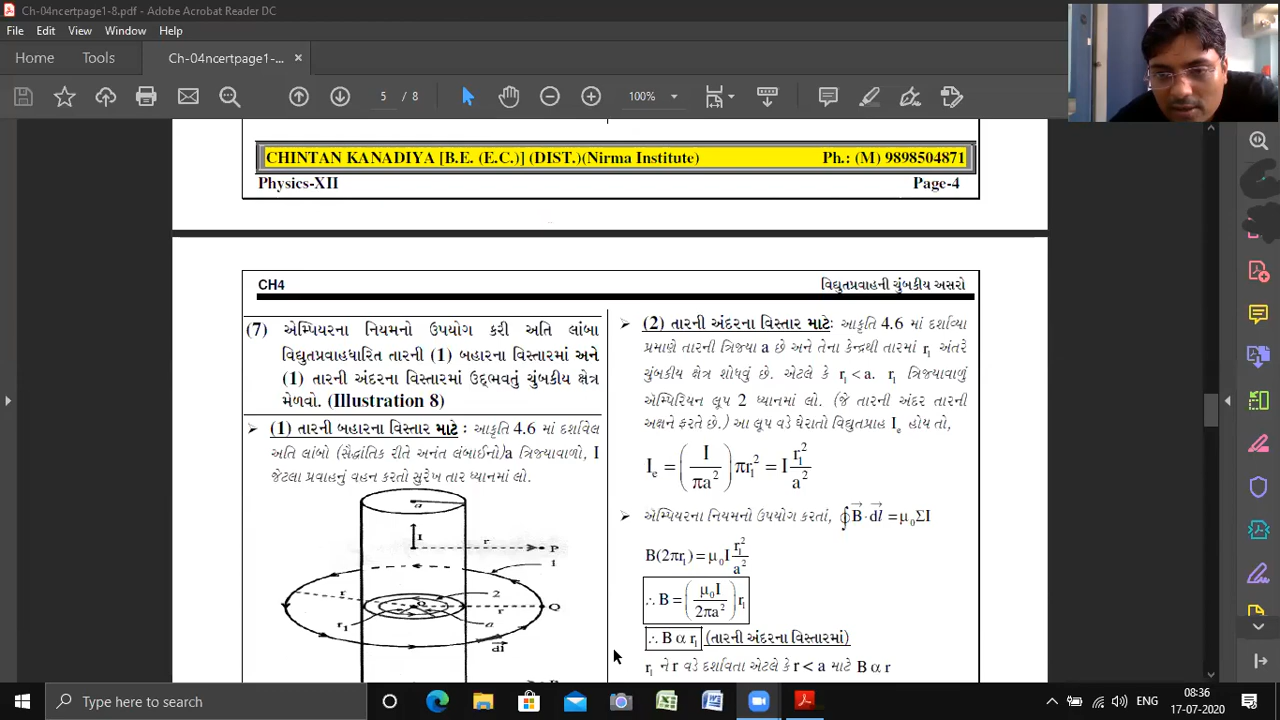 Ch-04ncertpage1-8.pdf - Adobe Acrobat Reader DC
File Edit View Window Help
Home Tools Ch-04ncertpage1-... ×
5 / 8 100%
CHINTAN KANADIYA [B.E. (E.C.)] (DIST.)(Nirma Institute) Ph.: (M) 9898504871
Physics-XII Page-4
CH4 વિદ્યુતપ્રવાહની ચુંબકીય અસરો
(7) એમ્પિયરના નિયમનો ઉપયોગ કરી અતિ લાંબા
વિદ્યુતપ્રવાહધારિત તારની (1) બહારના વિસ્તારમાં અને
(1) તારની અંદરના વિસ્તારમાં ઉદ્ભવતું ચુંબકીય ક્ષેત્ર
મેળવો. (Illustration 8)
➢ (1) તારની બહારના વિસ્તાર માટે : આકૃતિ 4.6 માં દર્શાવેલ
અતિ લાંબો (સૈદ્ધાંતિક રીતે અનંત લંબાઈનો)a ત્રિજ્યાવાળો, I
જેટલા પ્રવાહનું વહન કરતો સુરેખ તાર ધ્યાનમાં લો.
a
I
r
P
1
r
2
r
Q
r₁
a
dl
➢ (2) તારની અંદરના વિસ્તાર માટે: આકૃતિ 4.6 માં દર્શાવ્યા
પ્રમાણે તારની ત્રિજ્યા a છે અને તેના કેન્દ્રથી તારમાં r₁ અંતરે
ચુંબકીય ક્ષેત્ર શોધવું છે. એટલે કે r₁ < a. r₁ ત્રિજ્યાવાળું
એમ્પિરિયન લૂપ 2 ધ્યાનમાં લો. (જે તારની અંદર તારની
અક્ષને ફરતે છે.) આ લૂપ વડે ઘેરાતો વિદ્યુતપ્રાહ Iₑ હોય તો,
Iₑ = (I/πa²) πr₁² = I r₁²/a²
➢ એમ્પિયરના નિયમનો ઉપયોગ કરતાં, ∮B⃗ · dl⃗ = μ₀ΣI
B(2πr₁) = μ₀I r₁²/a²
∴ B = (μ₀I/2πa²) r₁
∴ B α r₁ (તારની અંદરના વિસ્તારમાં)
r₁ ને r વડે દર્શાવતા એટલે કે r < a માટે B α r
Type here to search
ENG
08:36
17-07-2020